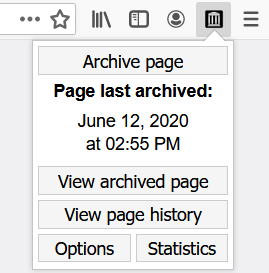 Archive page
Page last archived:
June 12, 2020
at 02:55 PM
View archived page
View page history
Options
Statistics